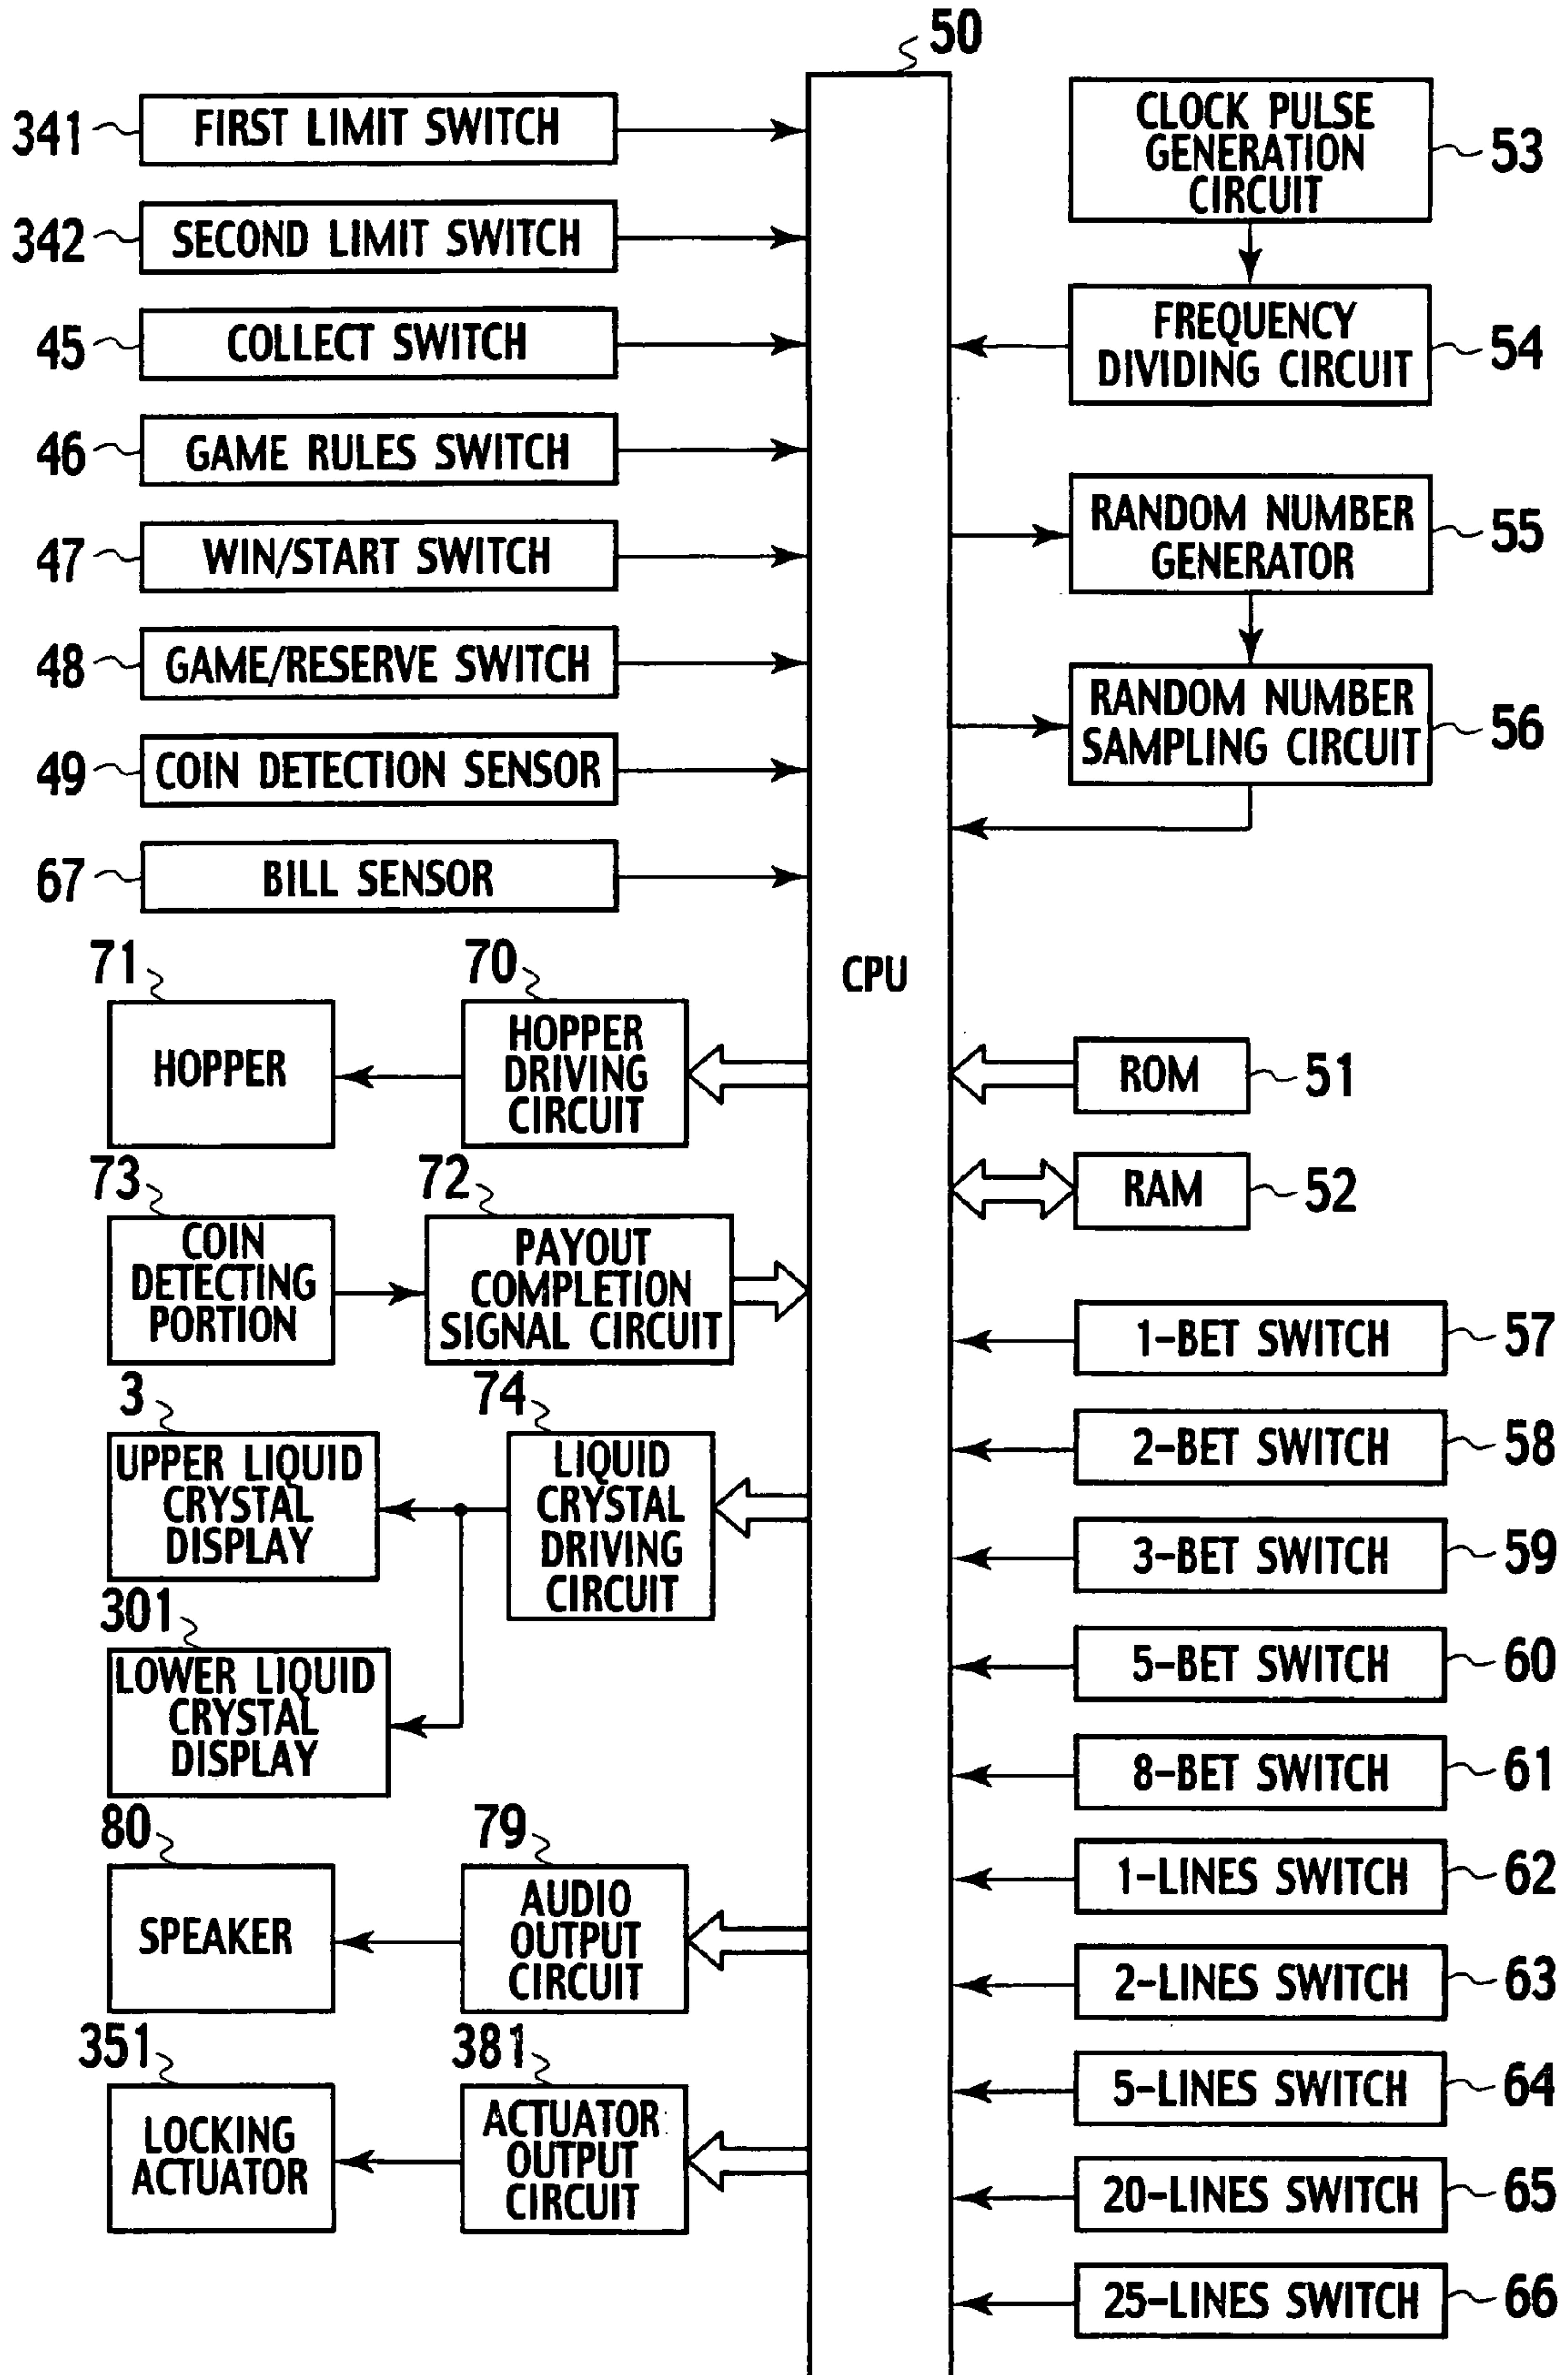 50
341
FIRST LIMIT SWITCH
342
SECOND LIMIT SWITCH
45
COLLECT SWITCH
46
GAME RULES SWITCH
47
WIN/START SWITCH
48
GAME/RESERVE SWITCH
49
COIN DETECTION SENSOR
67
BILL SENSOR
71
HOPPER
70
HOPPER
DRIVING
CIRCUIT
73
COIN
DETECTING
PORTION
72
PAYOUT
COMPLETION
SIGNAL CIRCUIT
3
UPPER LIQUID
CRYSTAL
DISPLAY
74
LIQUID
CRYSTAL
DRIVING
CIRCUIT
301
LOWER LIQUID
CRYSTAL
DISPLAY
80
SPEAKER
79
AUDIO
OUTPUT
CIRCUIT
351
LOCKING
ACTUATOR
381
ACTUATOR
OUTPUT
CIRCUIT
CPU
CLOCK PULSE
GENERATION
CIRCUIT
53
FREQUENCY
DIVIDING CIRCUIT
54
RANDOM NUMBER
GENERATOR
55
RANDOM NUMBER
SAMPLING CIRCUIT
56
ROM
51
RAM
52
1-BET SWITCH
57
2-BET SWITCH
58
3-BET SWITCH
59
5-BET SWITCH
60
8-BET SWITCH
61
1-LINES SWITCH
62
2-LINES SWITCH
63
5-LINES SWITCH
64
20-LINES SWITCH
65
25-LINES SWITCH
66